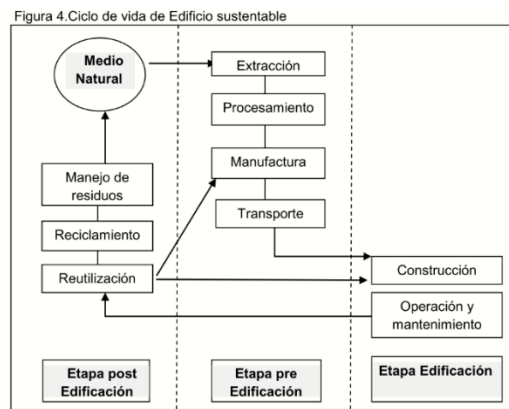 Figura 4.Ciclo de vida de Edificio sustentable
Medio
Natural
Extracción
Procesamiento
Manufactura
Transporte
Manejo de
residuos
Reciclamiento
Reutilización
Construcción
Operación y
mantenimiento
Etapa post
Edificación
Etapa pre
Edificación
Etapa Edificación